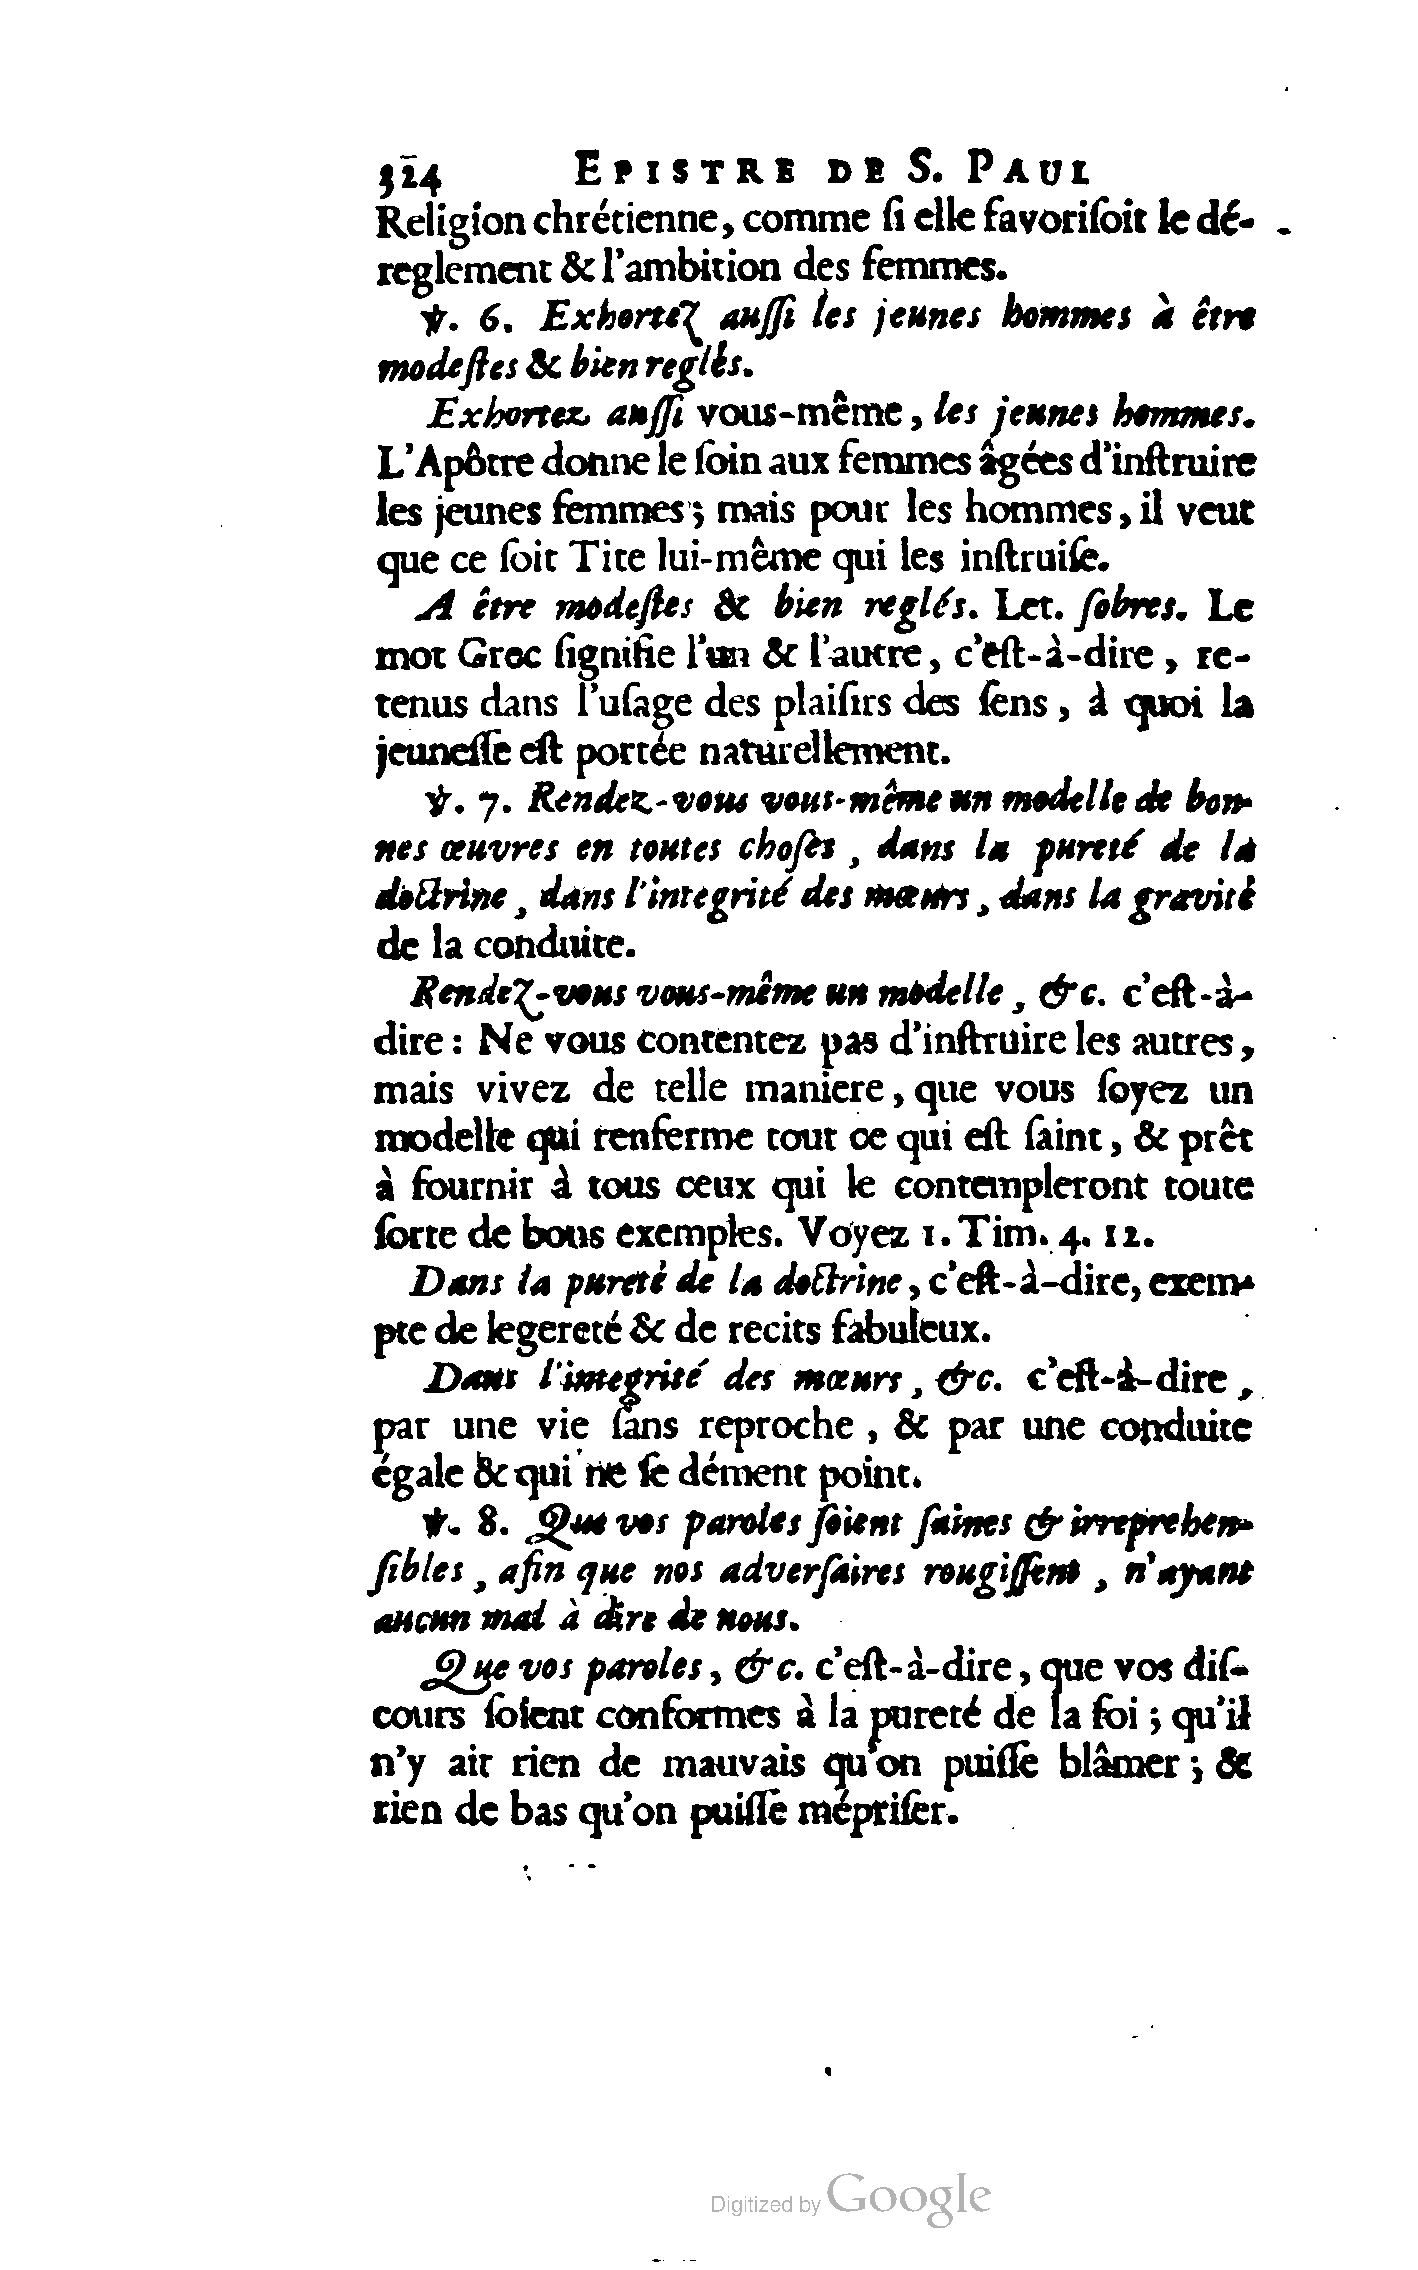 324 EPISTRE DE S. PAUL
Religion chrétienne, comme ſi elle favoriſoit le dé-
reglement & l'ambition des femmes.
℣. 6. Exhortez auſſi les jeunes hommes à être
modeſtes & bien reglés.
Exhortez auſſi vous-même, les jeunes hommes.
L'Apôtre donne le ſoin aux femmes âgées d'inſtruire
les jeunes femmes; mais pour les hommes, il veut
que ce ſoit Tite lui-même qui les inſtruiſe.
A être modeſtes & bien reglés. Let. ſobres. Le
mot Grec ſignifie l'un & l'autre, c'eſt-à-dire, re-
tenus dans l'uſage des plaiſirs des ſens, à quoi la
jeuneſſe eſt portée naturellement.
℣. 7. Rendez-vous vous-même un modelle de bon-
nes œuvres en toutes choſes, dans la pureté de la
doctrine, dans l'integrité des mœurs, dans la gravité
de la conduite.
Rendez-vous vous-même un modelle, &c. c'eſt-à-
dire: Ne vous contentez pas d'inſtruire les autres,
mais vivez de telle maniere, que vous ſoyez un
modelle qui renferme tout ce qui eſt ſaint, & prêt
à fournir à tous ceux qui le contempleront toute
ſorte de bons exemples. Voyez 1. Tim. 4. 12.
Dans la pureté de la doctrine, c'eſt-à-dire, exem-
pte de legereté & de recits fabuleux.
Dans l'integrité des mœurs, &c. c'eſt-à-dire,
par une vie ſans reproche, & par une conduite
égale & qui ne ſe dément point.
℣. 8. Que vos paroles ſoient ſaines & irreprehen-
ſibles, afin que nos adverſaires rougiſſent, n'ayant
aucun mal à dire de nous.
Que vos paroles, &c. c'eſt-à-dire, que vos diſ-
cours ſoient conformes à la pureté de la foi; qu'il
n'y ait rien de mauvais qu'on puiſſe blâmer; &
rien de bas qu'on puiſſe mépriſer.
Digitized by Google